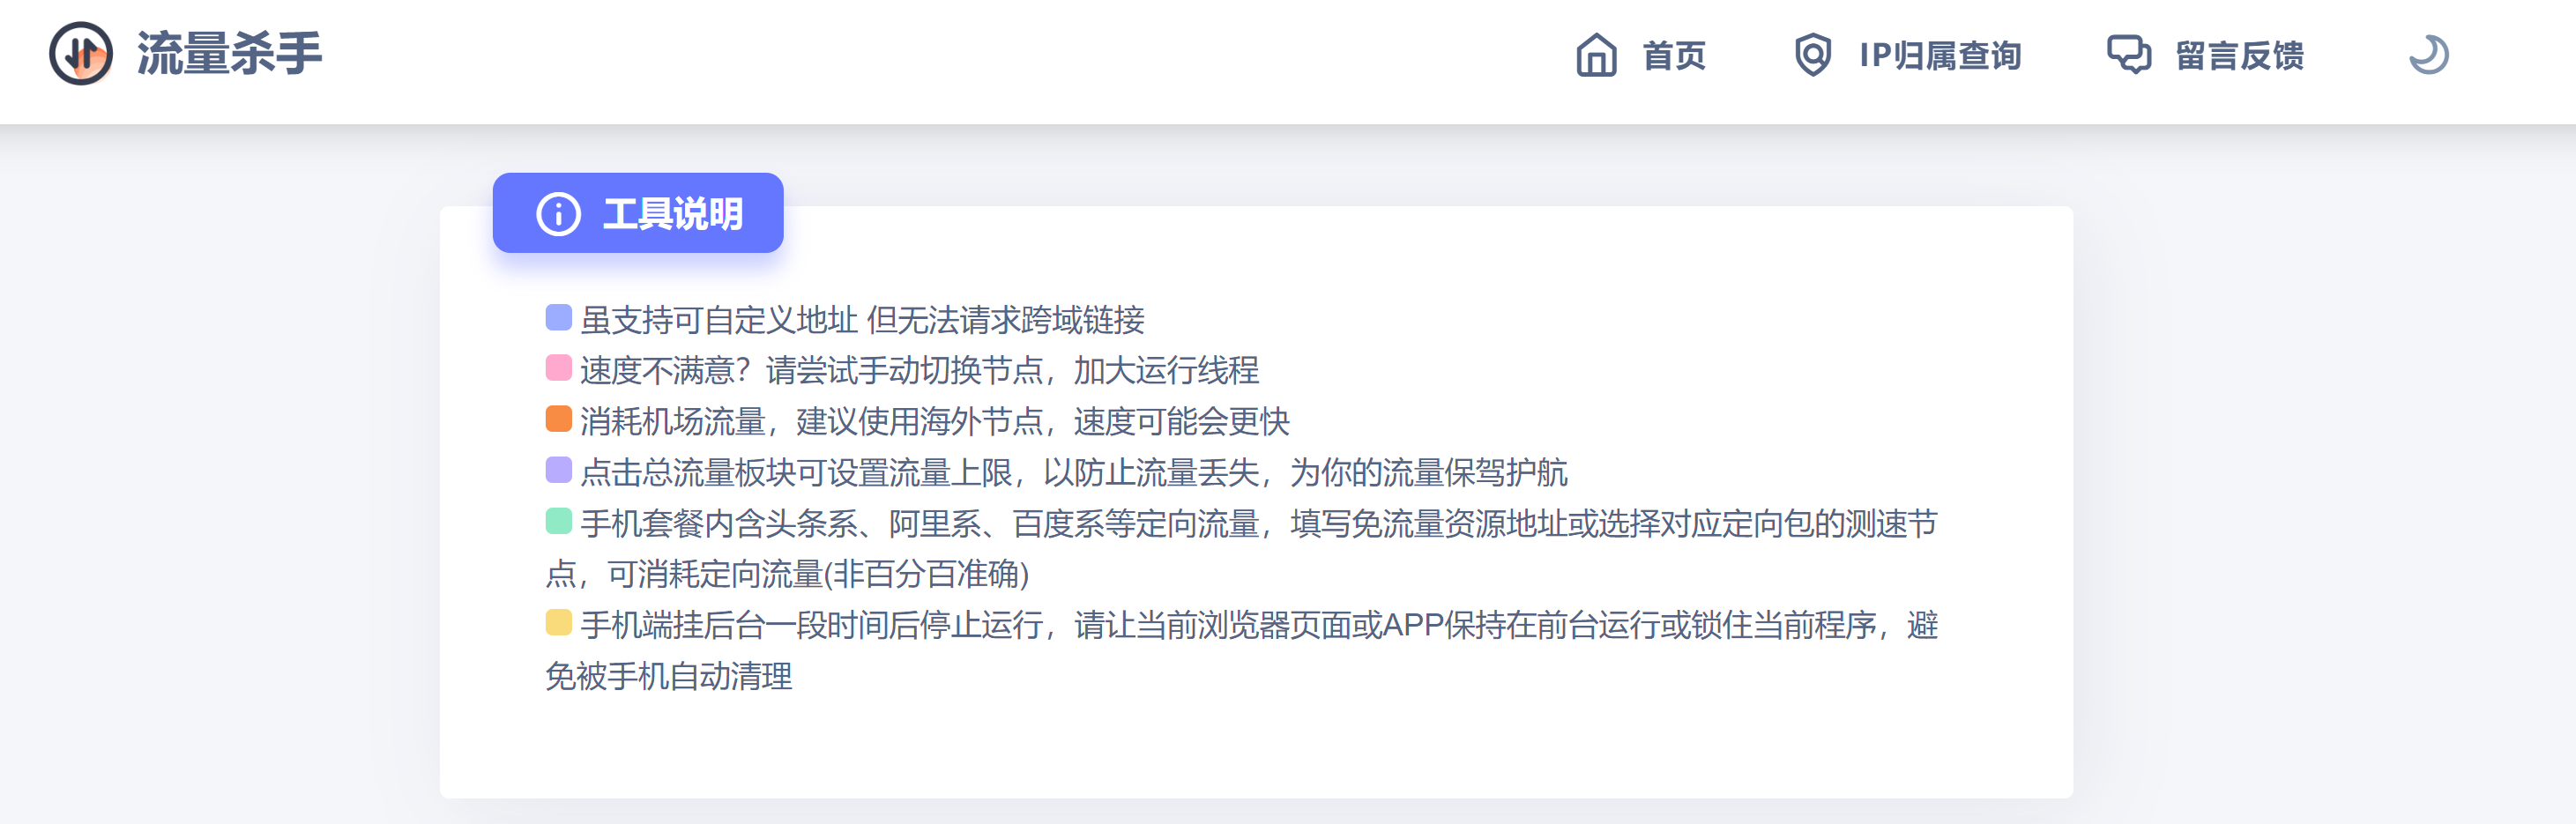 流量杀手
首页
IP归属查询
留言反馈
工具说明
虽支持可自定义地址 但无法请求跨域链接
速度不满意？请尝试手动切换节点，加大运行线程
消耗机场流量，建议使用海外节点，速度可能会更快
点击总流量板块可设置流量上限，以防止流量丢失，为你的流量保驾护航
手机套餐内含头条系、阿里系、百度系等定向流量，填写免流量资源地址或选择对应定向包的测速节
点，可消耗定向流量(非百分百准确)
手机端挂后台一段时间后停止运行，请让当前浏览器页面或APP保持在前台运行或锁住当前程序，避
免被手机自动清理